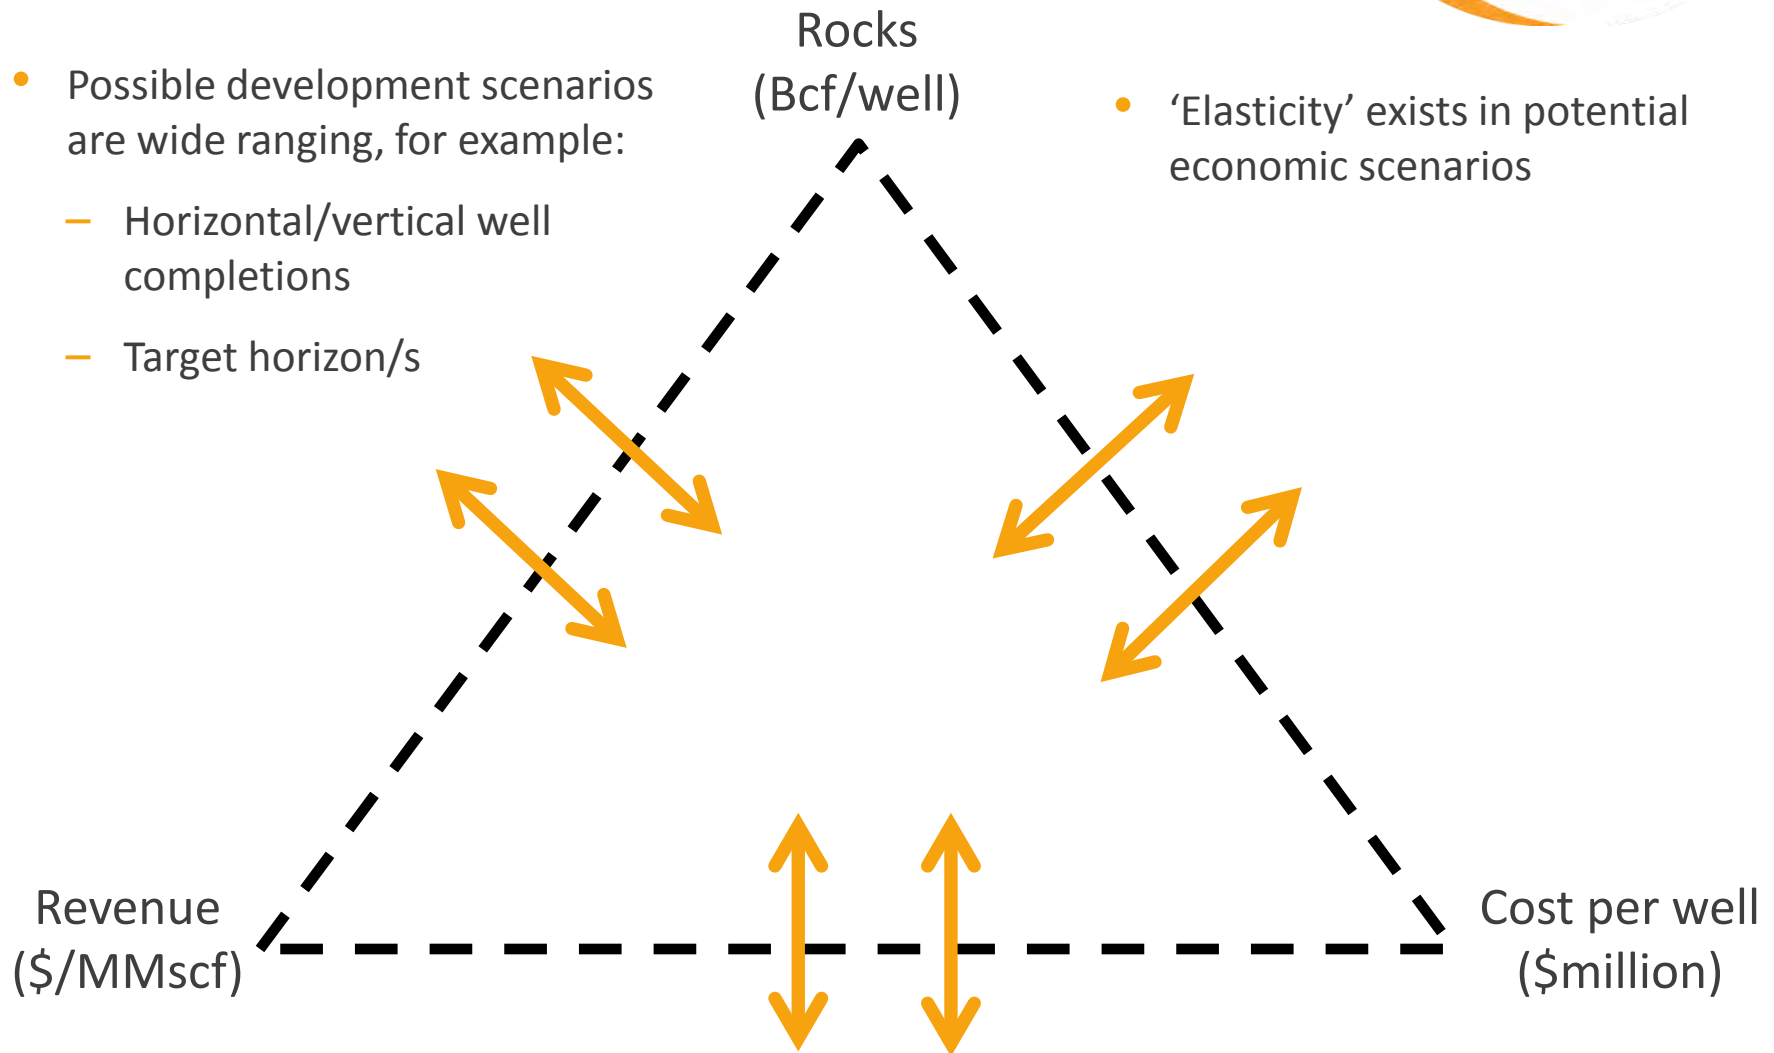 Rocks
(Bcf/well)
• Possible development scenarios
are wide ranging, for example:
– Horizontal/vertical well
completions
– Target horizon/s
• ‘Elasticity’ exists in potential
economic scenarios
Revenue
($/MMscf)
Cost per well
($million)